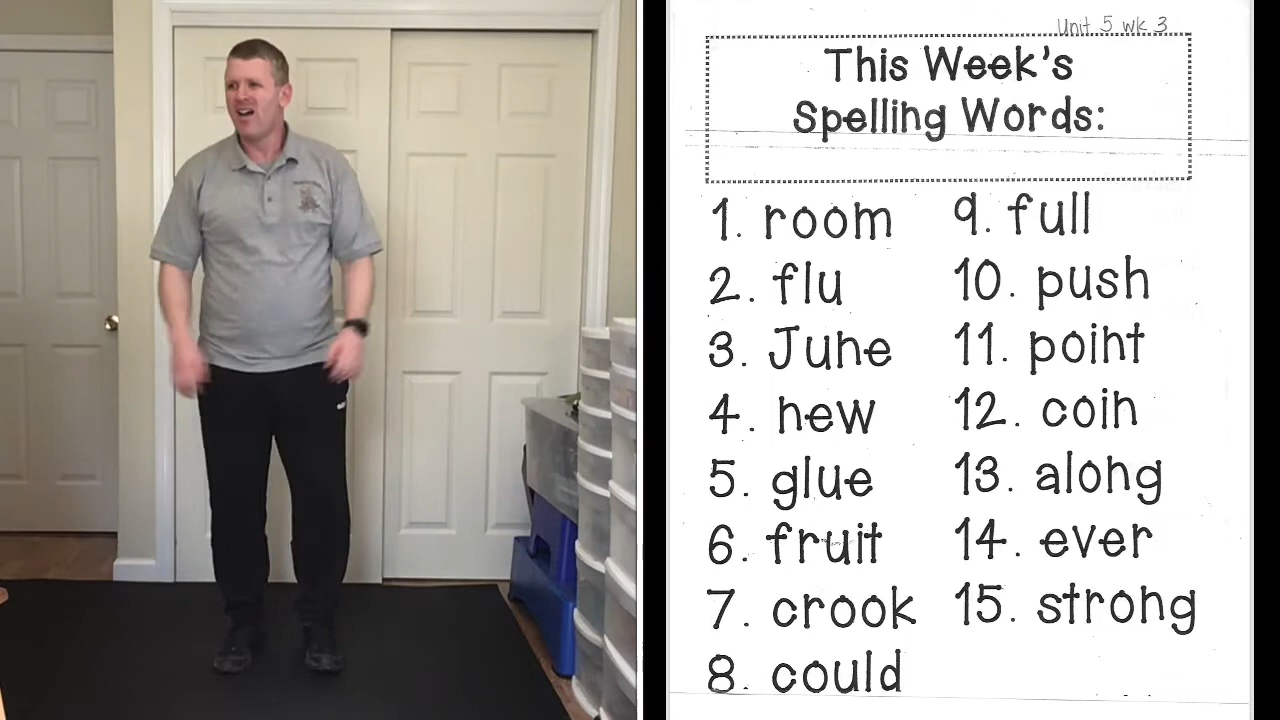 Unit 5 wk 3
This Week's
Spelling Words:
1. room
2. flu
3. June
4. new
5. glue
6. fruit
7. crook
8. could
9. full
10. push
11. point
12. coin
13. along
14. ever
15. strong